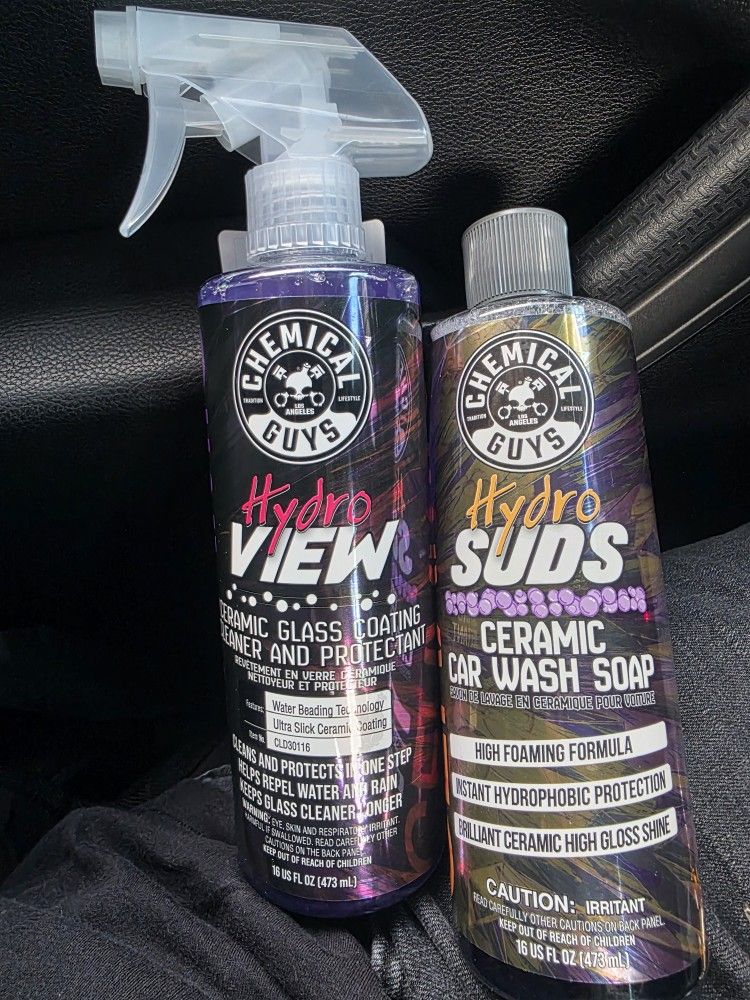 CHEMICAL
TRADITION
LOS
ANGELES
LIFESTYLE
GUYS
Hydro
VIEW
CERAMIC GLASS COATING
CLEANER AND PROTECTANT
REVÊTEMENT EN VERRE CÉRAMIQUE
NETTOYEUR ET PROTECTEUR
Features: Water Beading Technology
Ultra Slick Ceramic Coating
Item No. CLD30116
CLEANS AND PROTECTS IN ONE STEP
HELPS REPEL WATER AND RAIN
KEEPS GLASS CLEANER LONGER
WARNING: EYE, SKIN AND RESPIRATORY IRRITANT.
HARMFUL IF SWALLOWED. READ CAREFULLY OTHER
CAUTIONS ON THE BACK PANEL.
KEEP OUT OF REACH OF CHILDREN
16 US FL OZ (473 mL)
CHEMICAL
TRADITION
LOS
ANGELES
LIFESTYLE
GUYS
Hydro
SUDS
CERAMIC
CAR WASH SOAP
SAVON DE LAVAGE EN CÉRAMIQUE POUR VOITURE
HIGH FOAMING FORMULA
INSTANT HYDROPHOBIC PROTECTION
BRILLIANT CERAMIC HIGH GLOSS SHINE
CAUTION: IRRITANT
READ CAREFULLY OTHER CAUTIONS ON BACK PANEL.
KEEP OUT OF REACH OF CHILDREN
16 US FL OZ (473 mL)